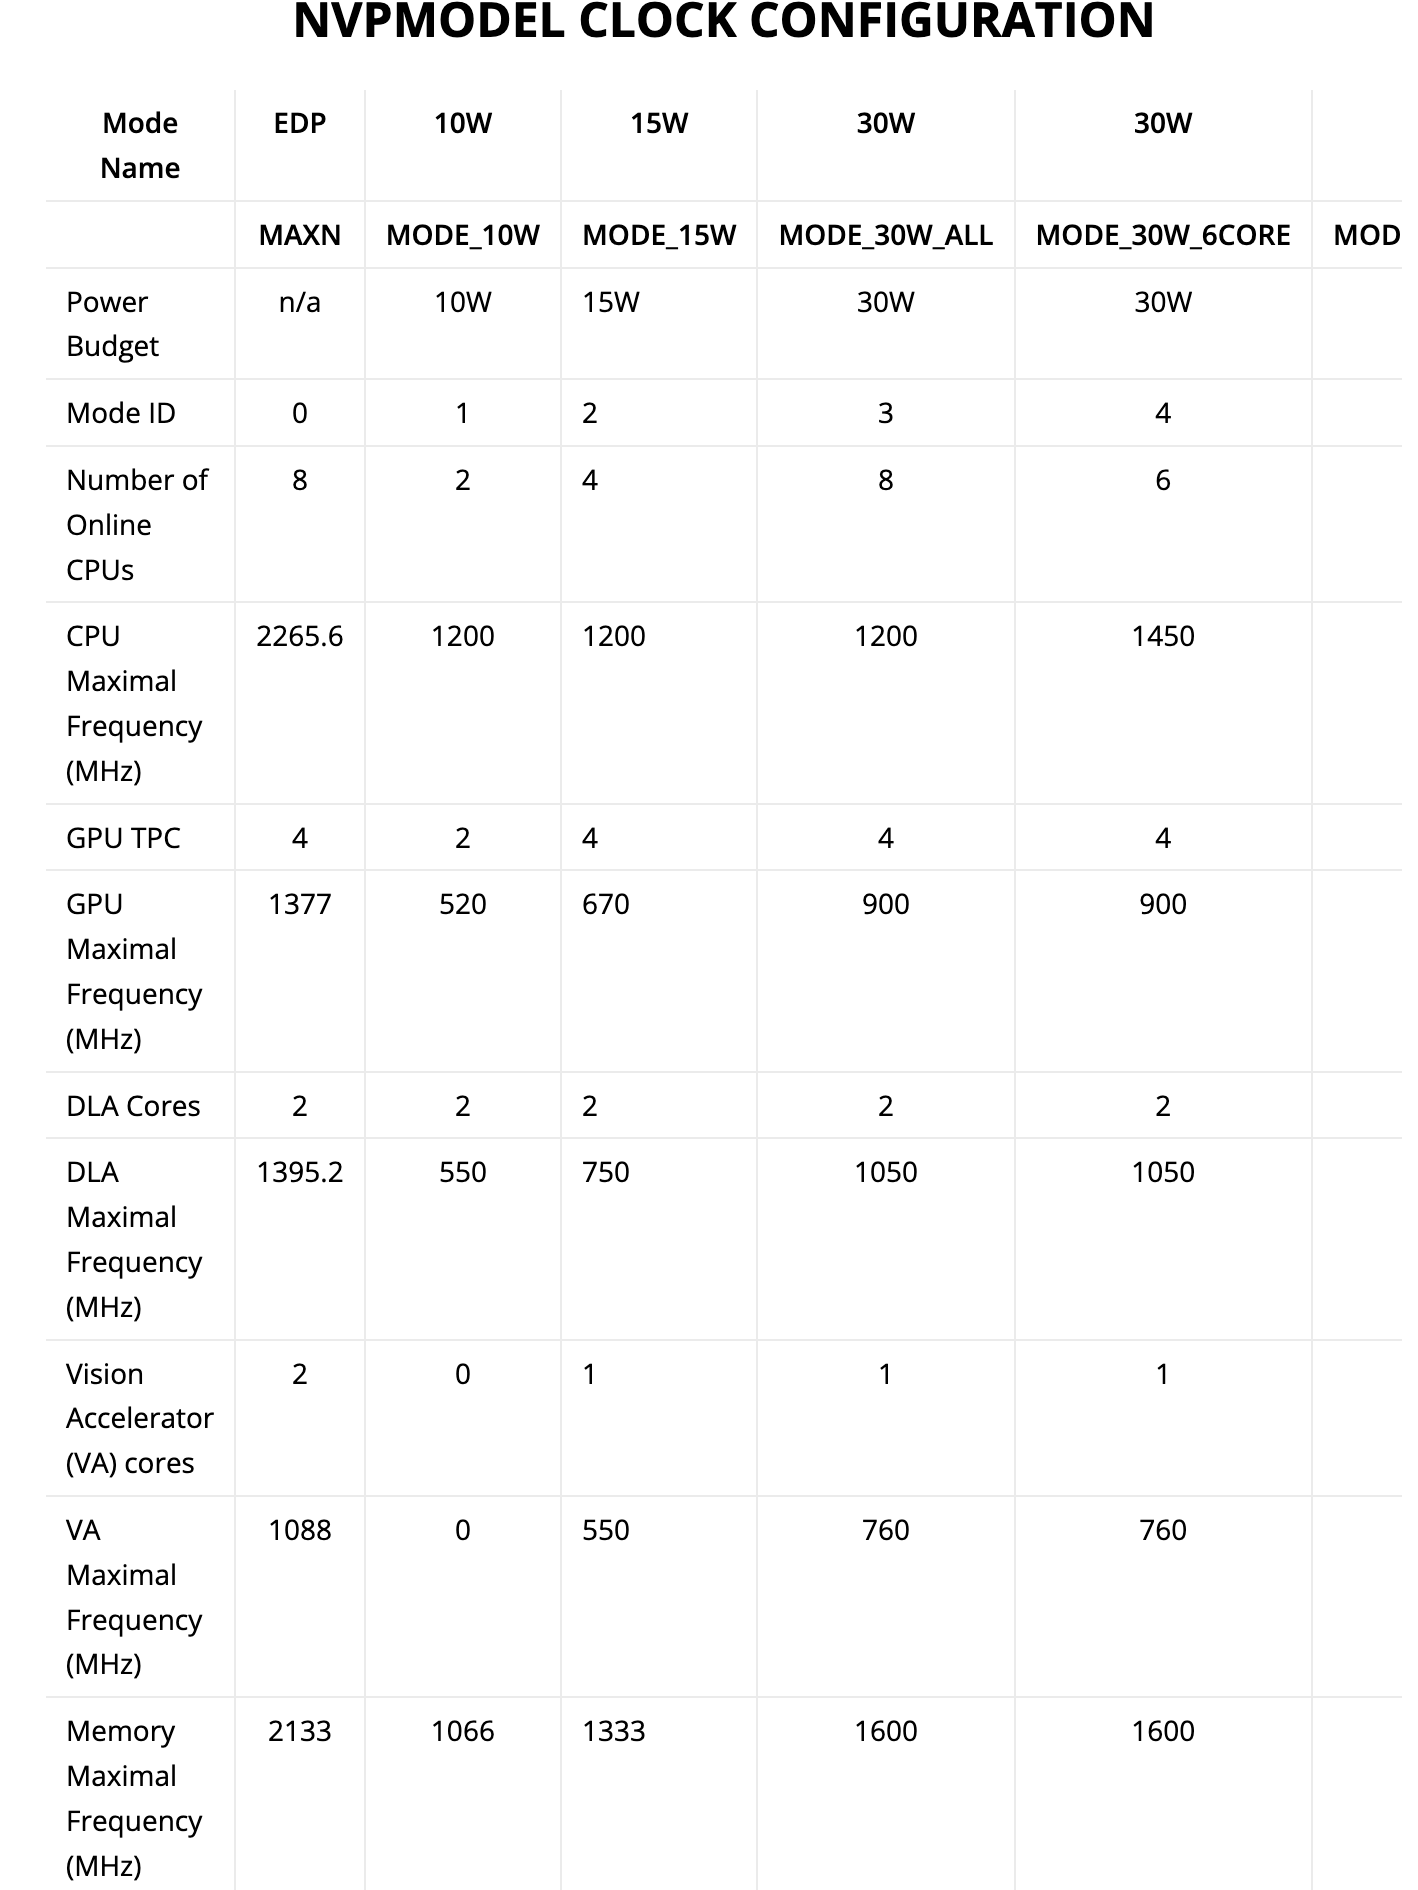 NVPMODEL CLOCK CONFIGURATION
Mode Name EDP 10W 15W 30W 30W
MAXN MODE_10W MODE_15W MODE_30W_ALL MODE_30W_6CORE MOD
Power Budget n/a 10W 15W 30W 30W
Mode ID 0 1 2 3 4
Number of Online CPUs 8 2 4 8 6
CPU Maximal Frequency (MHz) 2265.6 1200 1200 1200 1450
GPU TPC 4 2 4 4 4
GPU Maximal Frequency (MHz) 1377 520 670 900 900
DLA Cores 2 2 2 2 2
DLA Maximal Frequency (MHz) 1395.2 550 750 1050 1050
Vision Accelerator (VA) cores 2 0 1 1 1
VA Maximal Frequency (MHz) 1088 0 550 760 760
Memory Maximal Frequency (MHz) 2133 1066 1333 1600 1600